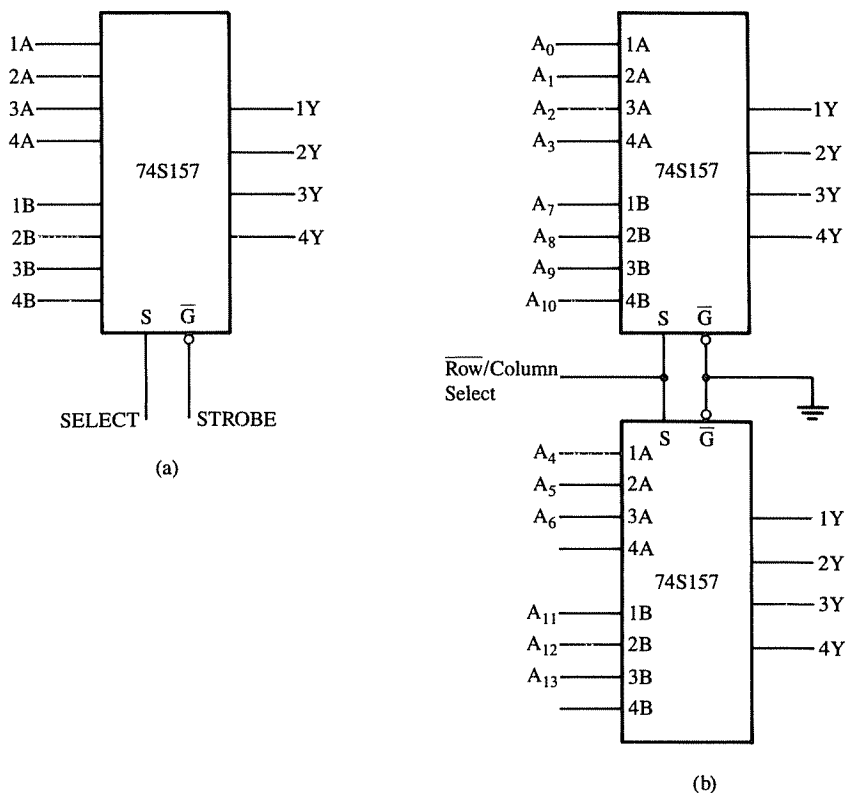 1A
2A
3A
4A
1B
2B
3B
4B
74S157
1Y
2Y
3Y
4Y
S
G̅
SELECT
STROBE
(a)
A₀
A₁
A₂
A₃
A₇
A₈
A₉
A₁₀
1A
2A
3A
4A
1B
2B
3B
4B
74S157
1Y
2Y
3Y
4Y
S
G̅
R̅o̅w̅/Column
Select
S
G̅
A₄
A₅
A₆
A₁₁
A₁₂
A₁₃
1A
2A
3A
4A
1B
2B
3B
4B
74S157
1Y
2Y
3Y
4Y
(b)